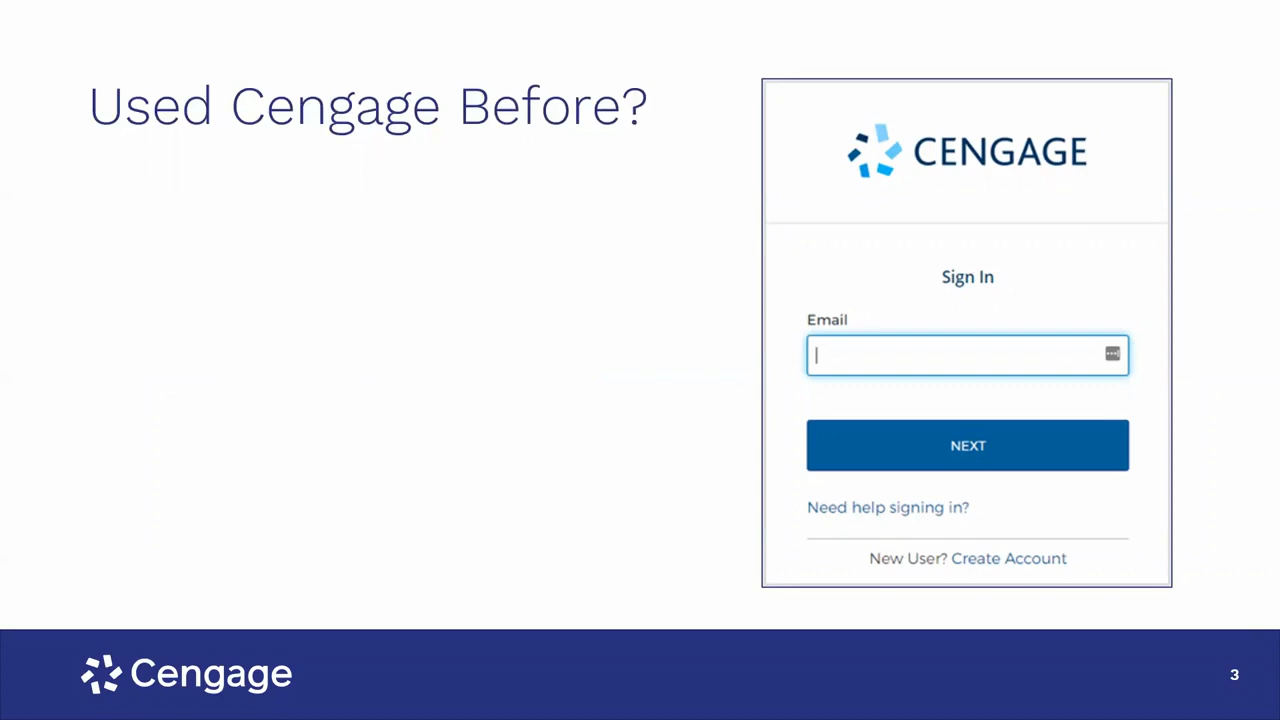 Used Cengage Before?
CENGAGE
Sign In
Email
NEXT
Need help signing in?
New User? Create Account
Cengage
3